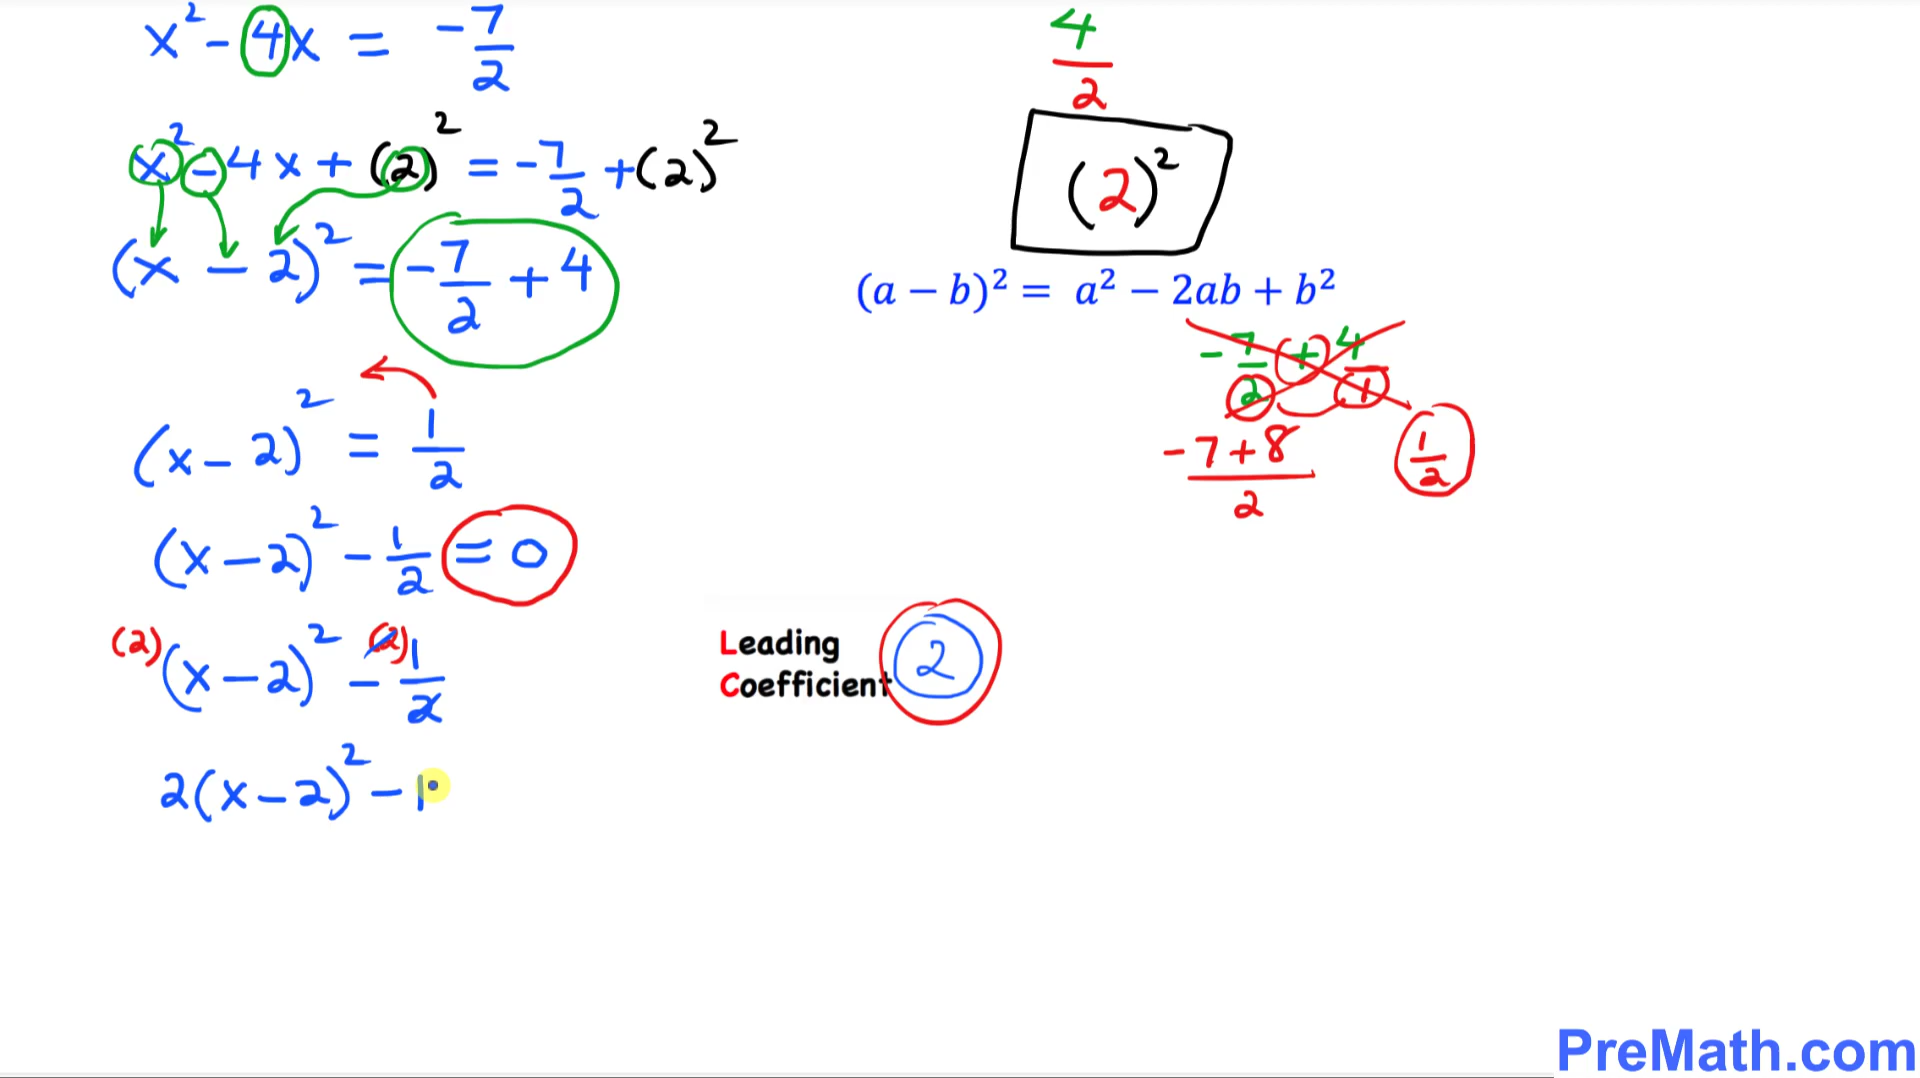 x² - 4x = -7/2
x² - 4x + (2)² = -7/2 + (2)²
(x - 2)² = -7/2 + 4
(x - 2)² = 1/2
(x - 2)² - 1/2 = 0
(2)(x - 2)² - (2)1/2
2(x - 2)² - 1
4/2
(2)²
(a − b)² = a² − 2ab + b²
-7/2 + 4/1
-7+8/2
1/2
Leading
Coefficient 2
PreMath.com